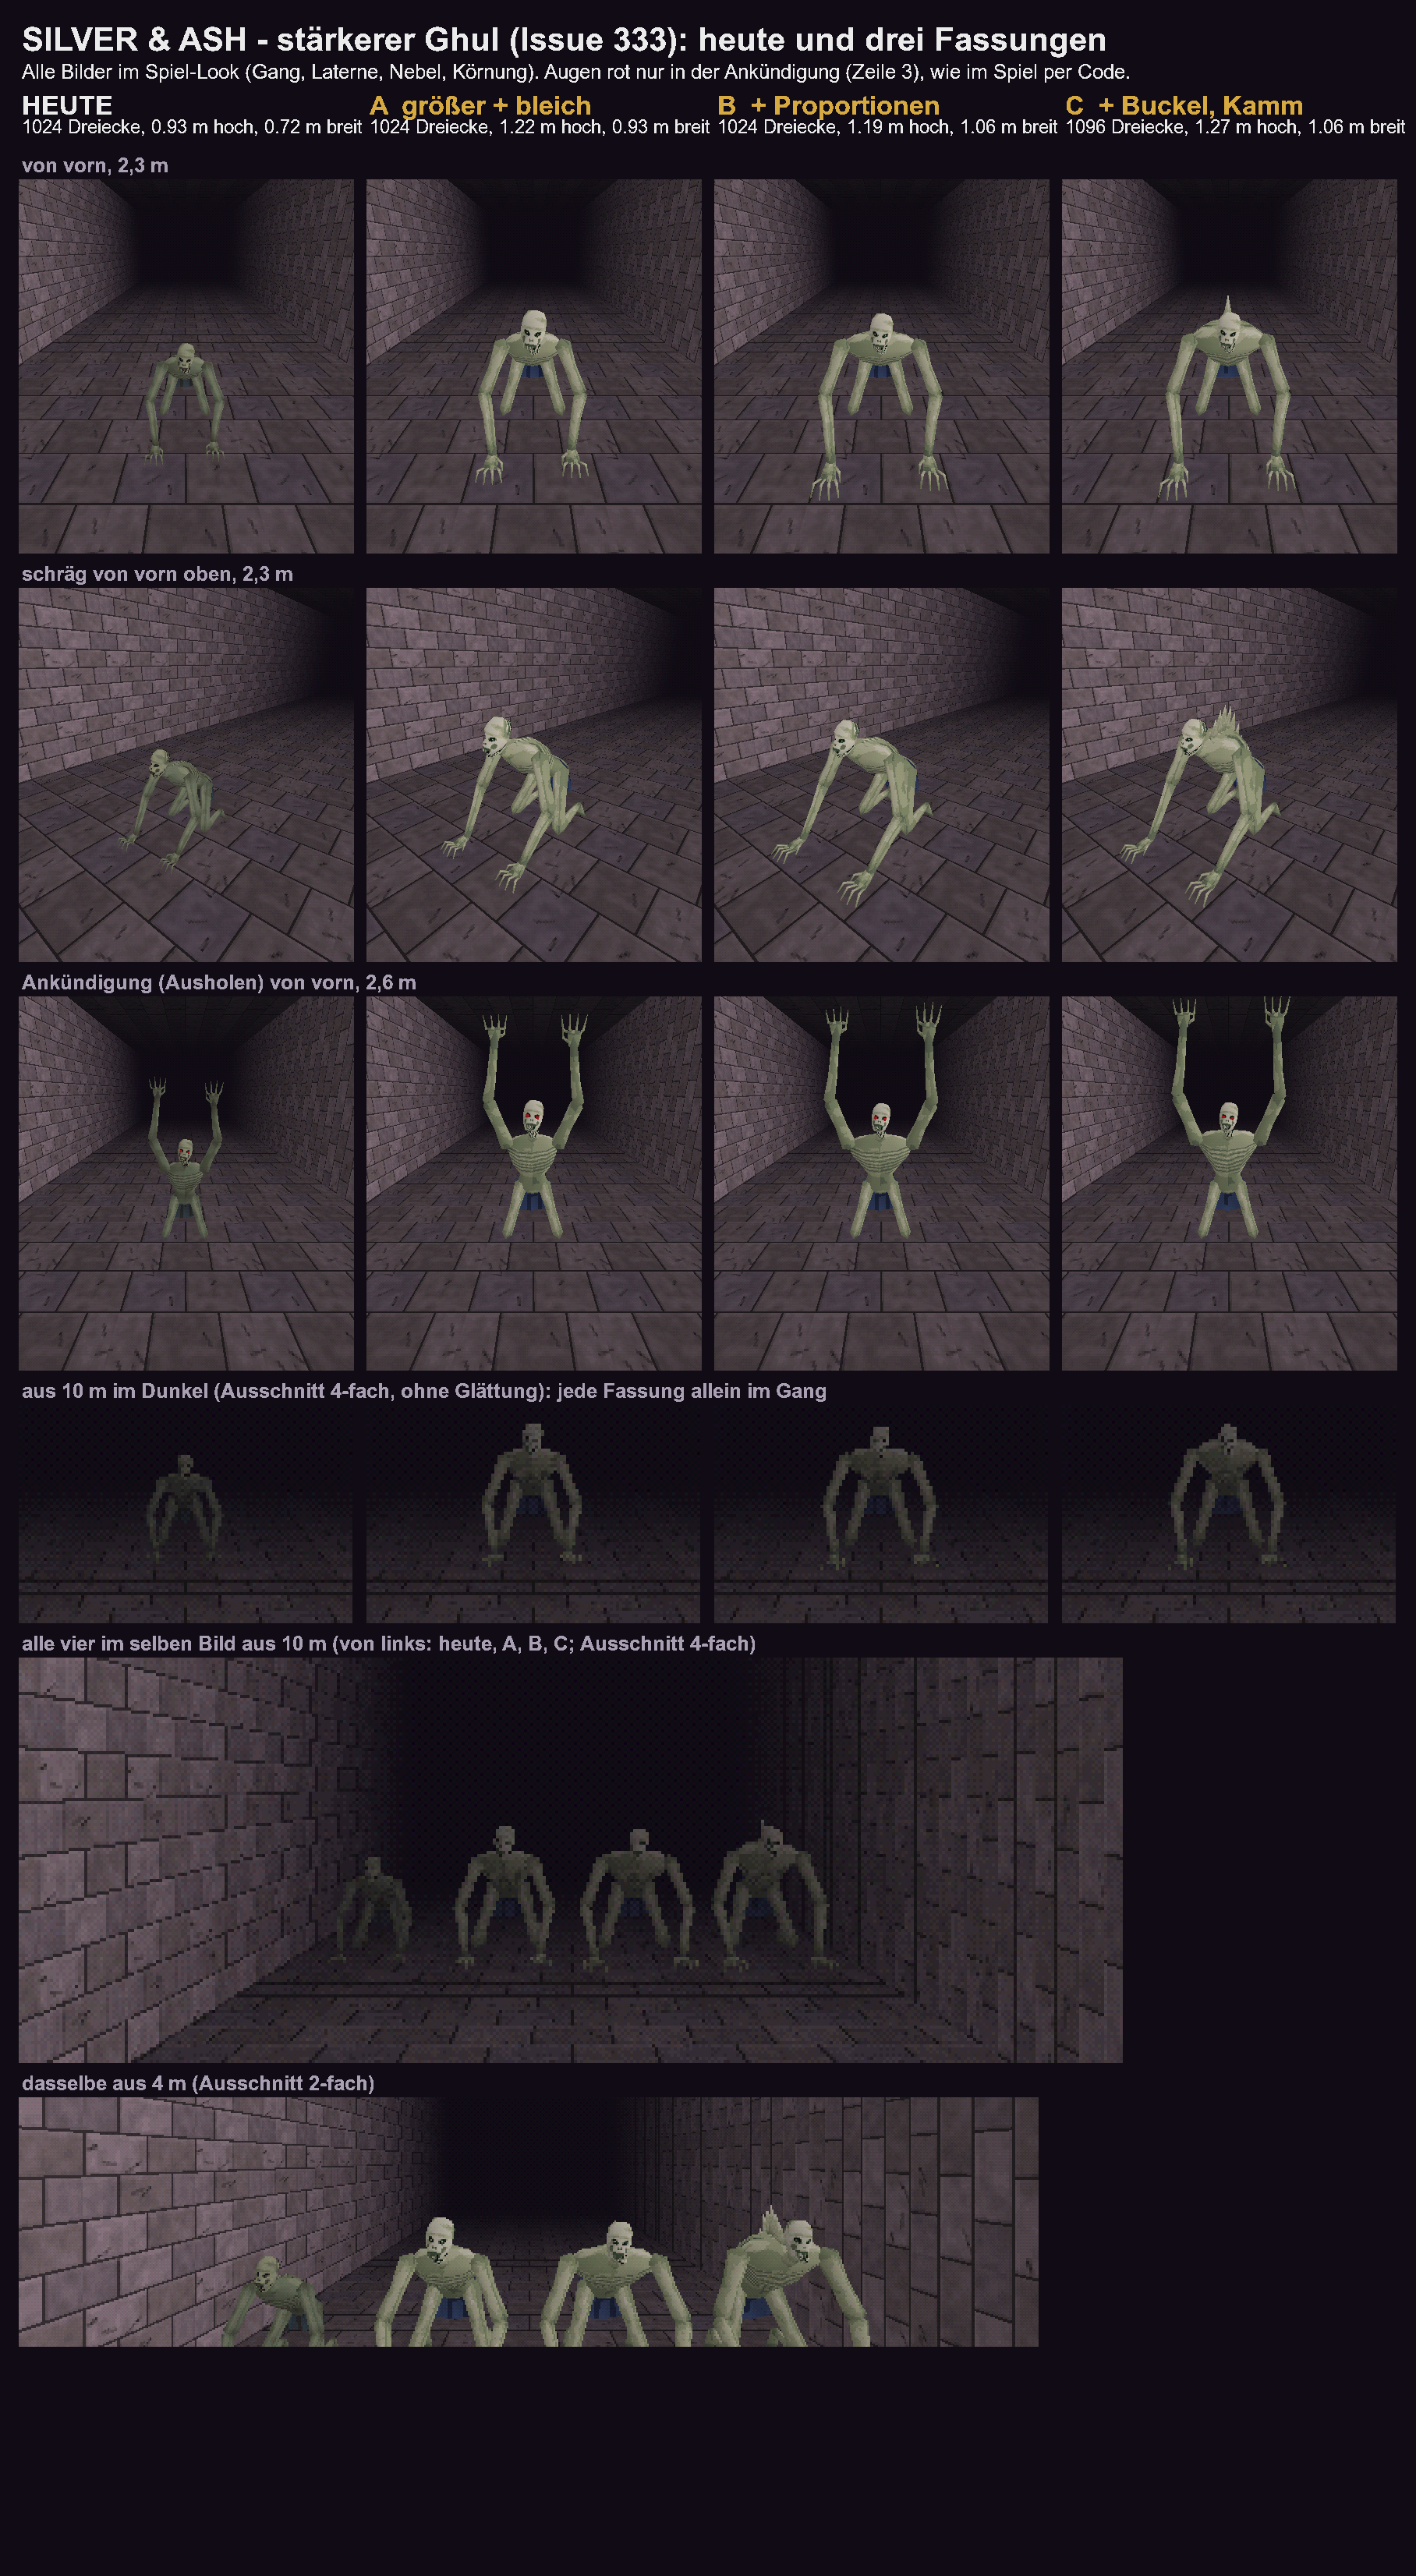 SILVER & ASH - stärkerer Ghul (Issue 333): heute und drei Fassungen
Alle Bilder im Spiel-Look (Gang, Laterne, Nebel, Körnung). Augen rot nur in der Ankündigung (Zeile 3), wie im Spiel per Code.
HEUTE
1024 Dreiecke, 0.93 m hoch, 0.72 m breit
A größer + bleich
1024 Dreiecke, 1.22 m hoch, 0.93 m breit
B + Proportionen
1024 Dreiecke, 1.19 m hoch, 1.06 m breit
C + Buckel, Kamm
1096 Dreiecke, 1.27 m hoch, 1.06 m breit
von vorn, 2,3 m
schräg von vorn oben, 2,3 m
Ankündigung (Ausholen) von vorn, 2,6 m
aus 10 m im Dunkel (Ausschnitt 4-fach, ohne Glättung): jede Fassung allein im Gang
alle vier im selben Bild aus 10 m (von links: heute, A, B, C; Ausschnitt 4-fach)
dasselbe aus 4 m (Ausschnitt 2-fach)